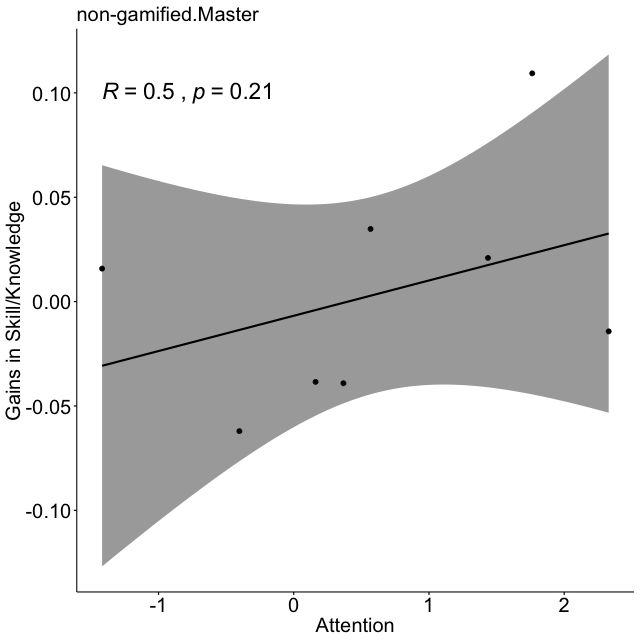 non-gamified.Master
R = 0.5 , p = 0.21
0.10
0.05
0.00
-0.05
-0.10
Gains in Skill/Knowledge
-1 0 1 2
Attention